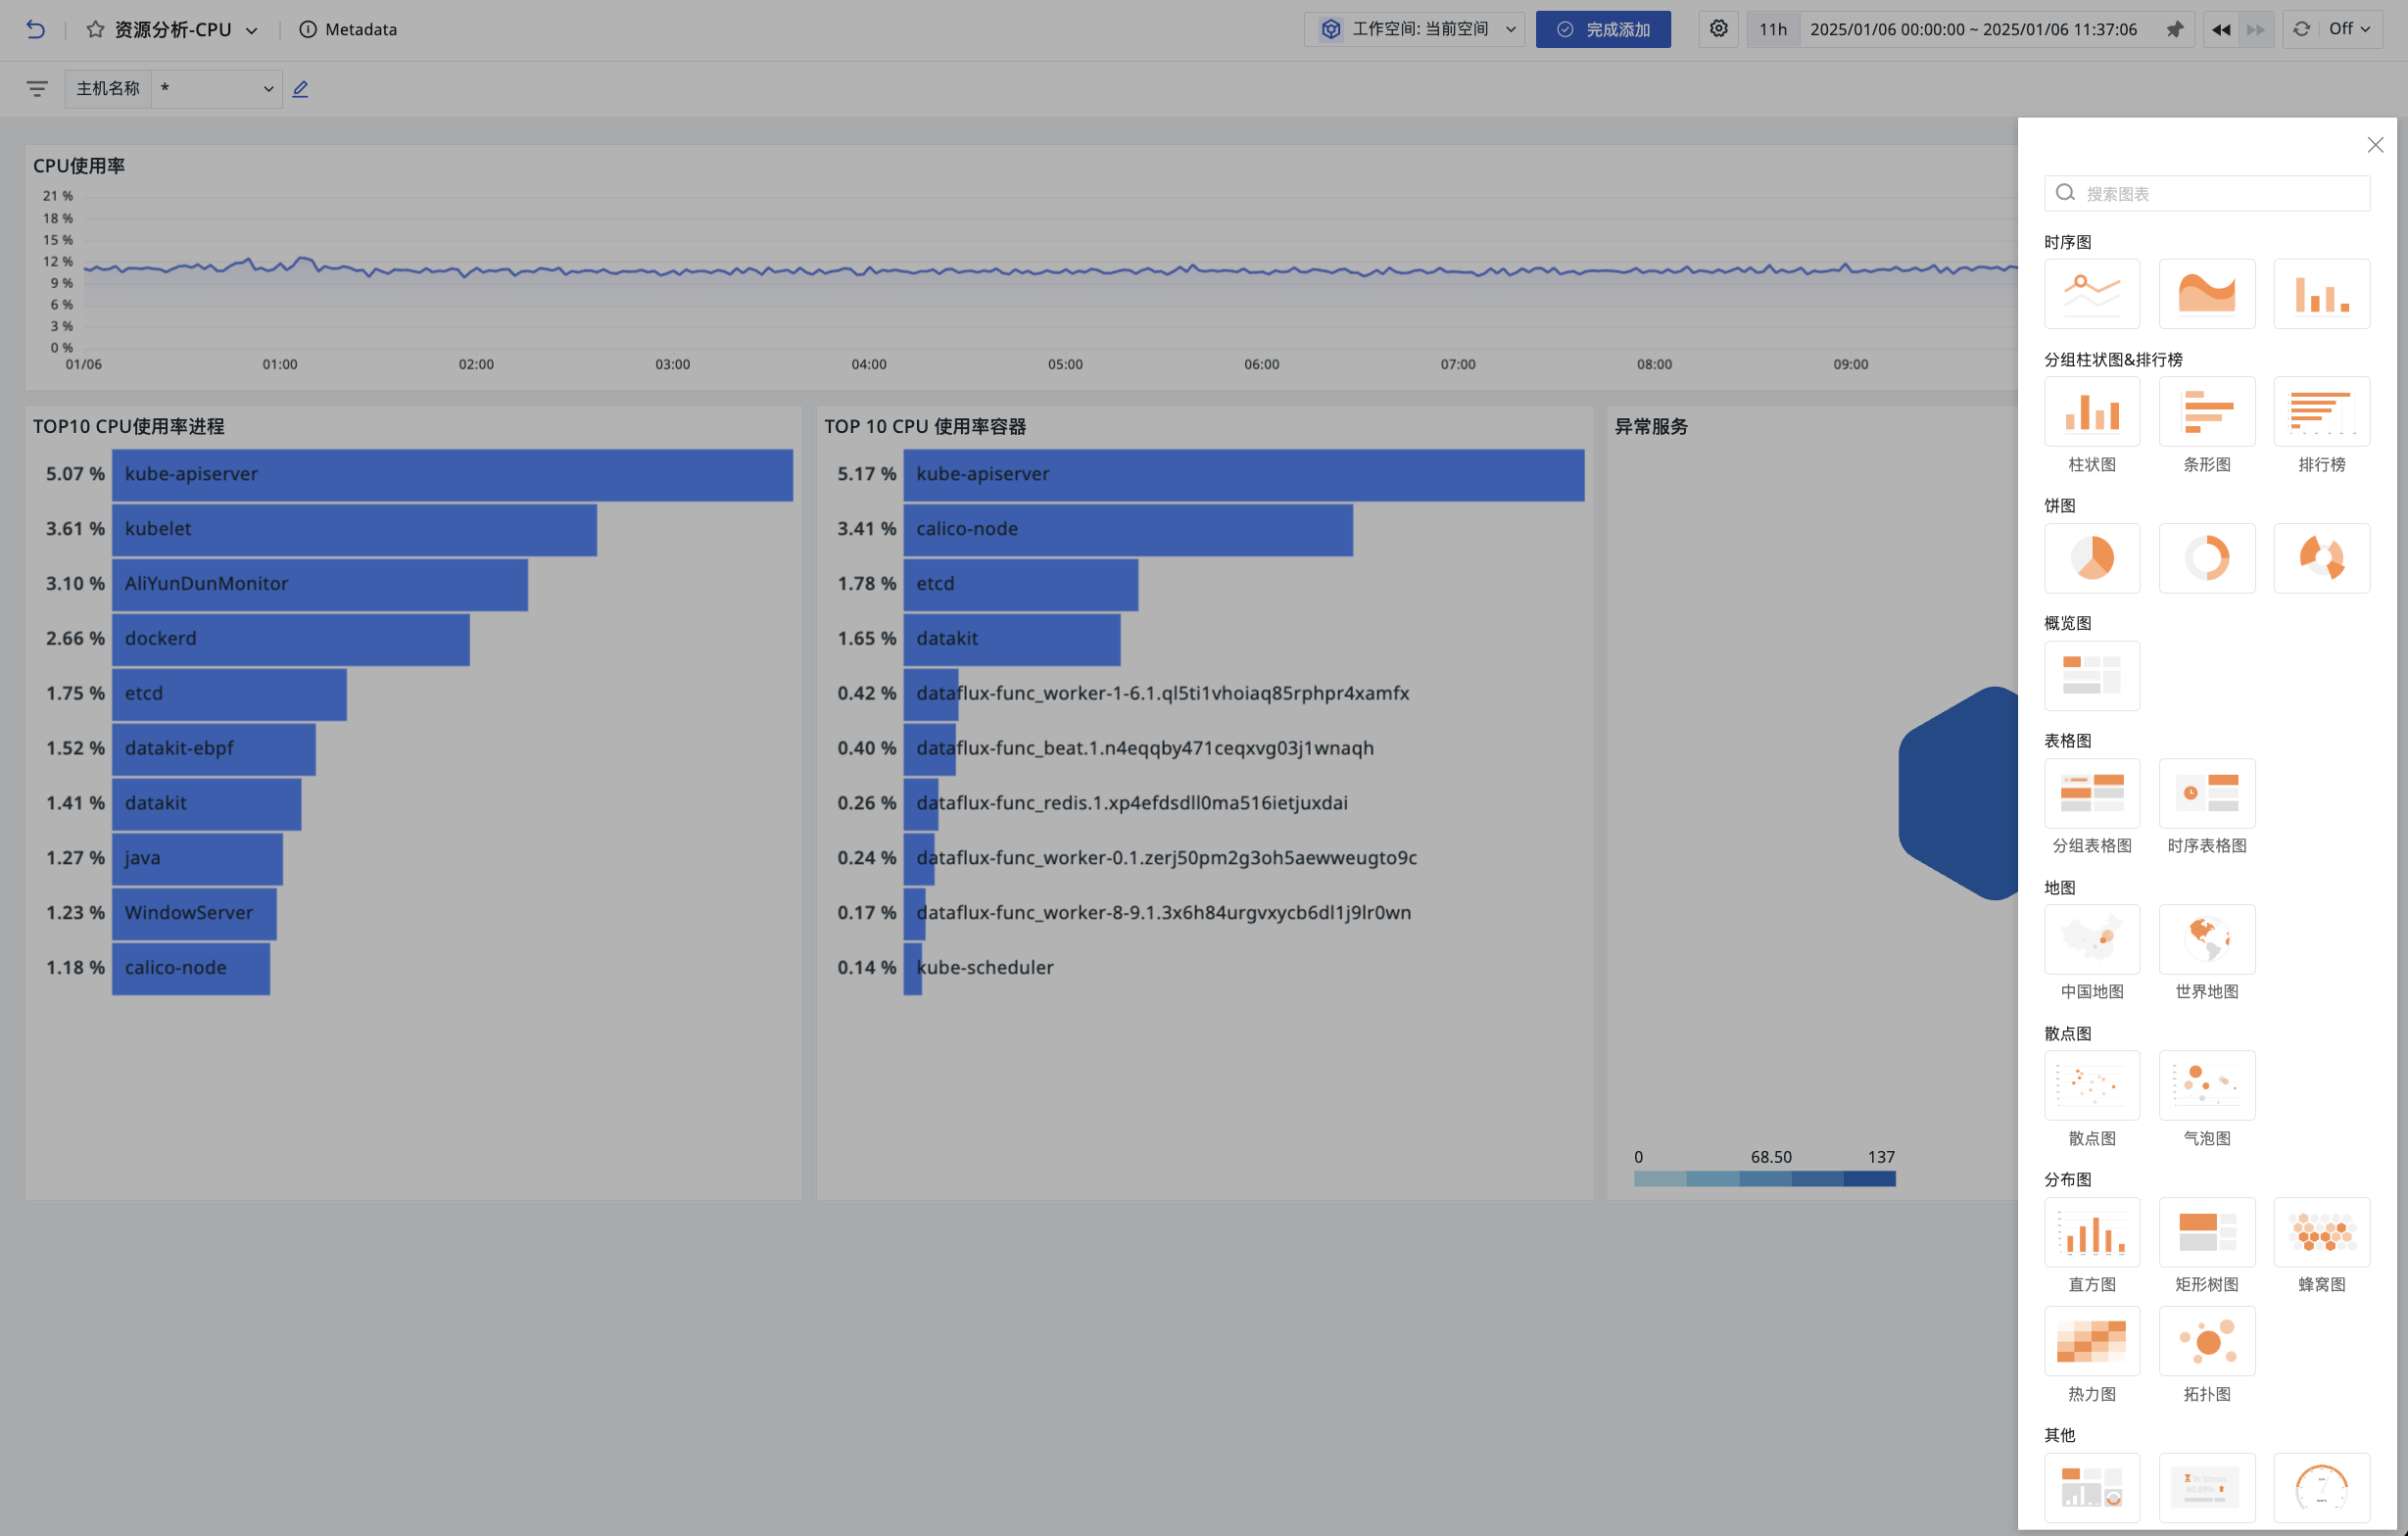 资源分析-CPU
Metadata
工作空间: 当前空间
完成添加
11h
2025/01/06 00:00:00 ~ 2025/01/06 11:37:06
Off
主机名称
*
CPU使用率
21 %
18 %
15 %
12 %
9 %
6 %
3 %
0 %
01/06
01:00
02:00
03:00
04:00
05:00
06:00
07:00
08:00
09:00
TOP10 CPU使用率进程
5.07 % kube-apiserver
3.61 % kubelet
3.10 % AliYunDunMonitor
2.66 % dockerd
1.75 % etcd
1.52 % datakit-ebpf
1.41 % datakit
1.27 % java
1.23 % WindowServer
1.18 % calico-node
TOP 10 CPU 使用率容器
5.17 % kube-apiserver
3.41 % calico-node
1.78 % etcd
1.65 % datakit
0.42 % dataflux-func_worker-1-6.1.ql5ti1vhoiaq85rphpr4xamfx
0.40 % dataflux-func_beat.1.n4eqqby471ceqxvg03j1wnaqh
0.26 % dataflux-func_redis.1.xp4efdsdll0ma516ietjuxdai
0.24 % dataflux-func_worker-0.1.zerj50pm2g3oh5aewweugto9c
0.17 % dataflux-func_worker-8-9.1.3x6h84urgvxycb6dl1j9lr0wn
0.14 % kube-scheduler
异常服务
0
68.50
137
搜索图表
时序图
分组柱状图&排行榜
柱状图
条形图
排行榜
饼图
概览图
表格图
分组表格图
时序表格图
地图
中国地图
世界地图
散点图
散点图
气泡图
分布图
直方图
矩形树图
蜂窝图
热力图
拓扑图
其他